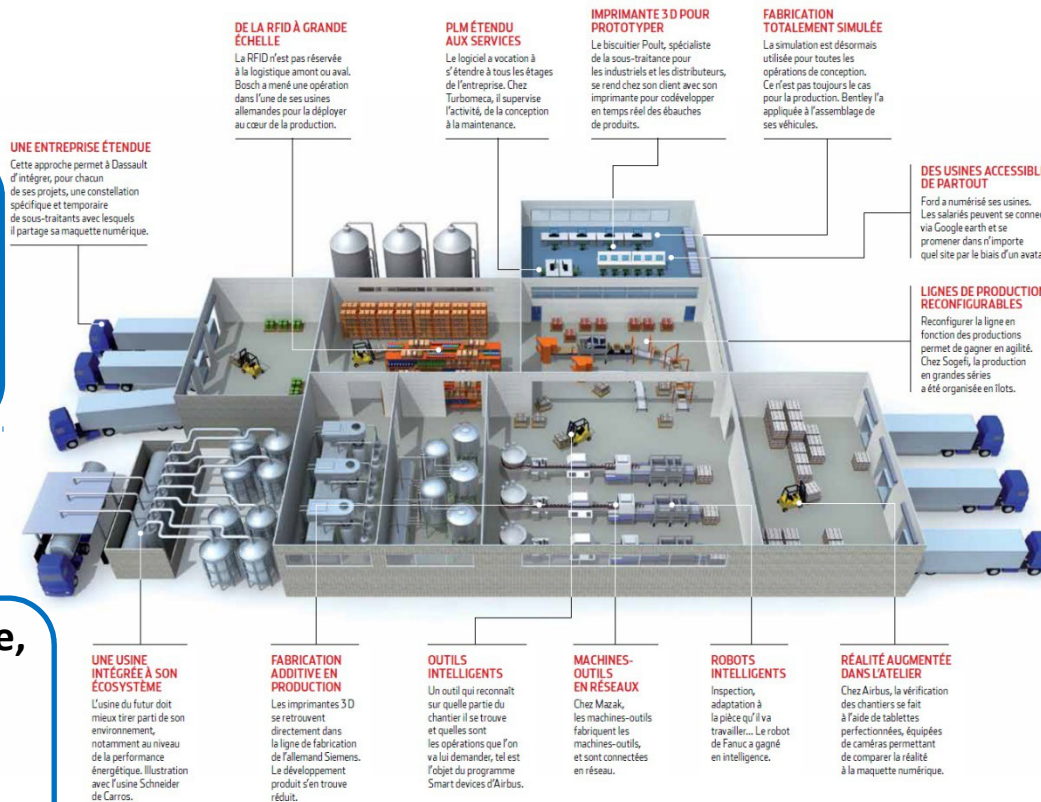 DE LA RFID À GRANDE
ÉCHELLE
La RFID n'est pas réservée
à la logistique amont ou aval.
Bosch a mené une opération
dans l'une de ses usines
allemandes pour la déployer
au cœur de la production.
PLM ÉTENDU
AUX SERVICES
Le logiciel a vocation à
s'étendre à tous les étages
de l'entreprise. Chez
Turbomeca, il supervise
l'activité, de la conception
à la maintenance.
IMPRIMANTE 3 D POUR
PROTOTYPER
Le biscuitier Poult, spécialiste
de la sous-traitance pour
les industriels et les distributeurs,
se rend chez son client avec son
imprimante pour codévelopper
en temps réel des ébauches
de produits.
FABRICATION
TOTALEMENT SIMULÉE
La simulation est désormais
utilisée pour toutes les
opérations de conception.
Ce n'est pas toujours le cas
pour la production. Bentley l'a
appliquée à l'assemblage de
ses véhicules.
UNE ENTREPRISE ÉTENDUE
Cette approche permet à Dassault
d'intégrer, pour chacun
de ses projets, une constellation
spécifique et temporaire
de sous-traitants avec lesquels
il partage sa maquette numérique.
DES USINES ACCESSIBLE
DE PARTOUT
Ford a numérisé ses usines.
Les salariés peuvent se connec
via Google earth et se
promener dans n'importe
quel site par le biais d'un avata
LIGNES DE PRODUCTION
RECONFIGURABLES
Reconfigurer la ligne en
fonction des productions
permet de gagner en agilité.
Chez Sogefi, la production
en grandes séries
a été organisée en îlots.
e,
UNE USINE
INTÉGRÉE À SON
ÉCOSYSTÈME
L'usine du futur doit
mieux tirer parti de son
environnement,
notamment au niveau
de la performance
énergétique. Illustration
avec l'usine Schneider
de Carros.
FABRICATION
ADDITIVE EN
PRODUCTION
Les imprimantes 3 D
se retrouvent
directement dans
la ligne de fabrication
de l'allemand Siemens.
Le développement
produit s'en trouve
réduit.
OUTILS
INTELLIGENTS
Un outil qui reconnaît
sur quelle partie du
chantier il se trouve
et quelles sont
les opérations que l'on
va lui demander, tel est
l'objet du programme
Smart devices d'Airbus.
MACHINES-
OUTILS
EN RÉSEAUX
Chez Mazak,
les machines-outils
fabriquent les
machines-outils,
et sont connectées
en réseau.
ROBOTS
INTELLIGENTS
Inspection,
adaptation à
la pièce qu'il va
travailler... Le robot
de Fanuc a gagné
en intelligence.
RÉALITÉ AUGMENTÉE
DANS L'ATELIER
Chez Airbus, la vérification
des chantiers se fait
à l'aide de tablettes
perfectionnées, équipées
de caméras permettant
de comparer la réalité
à la maquette numérique.